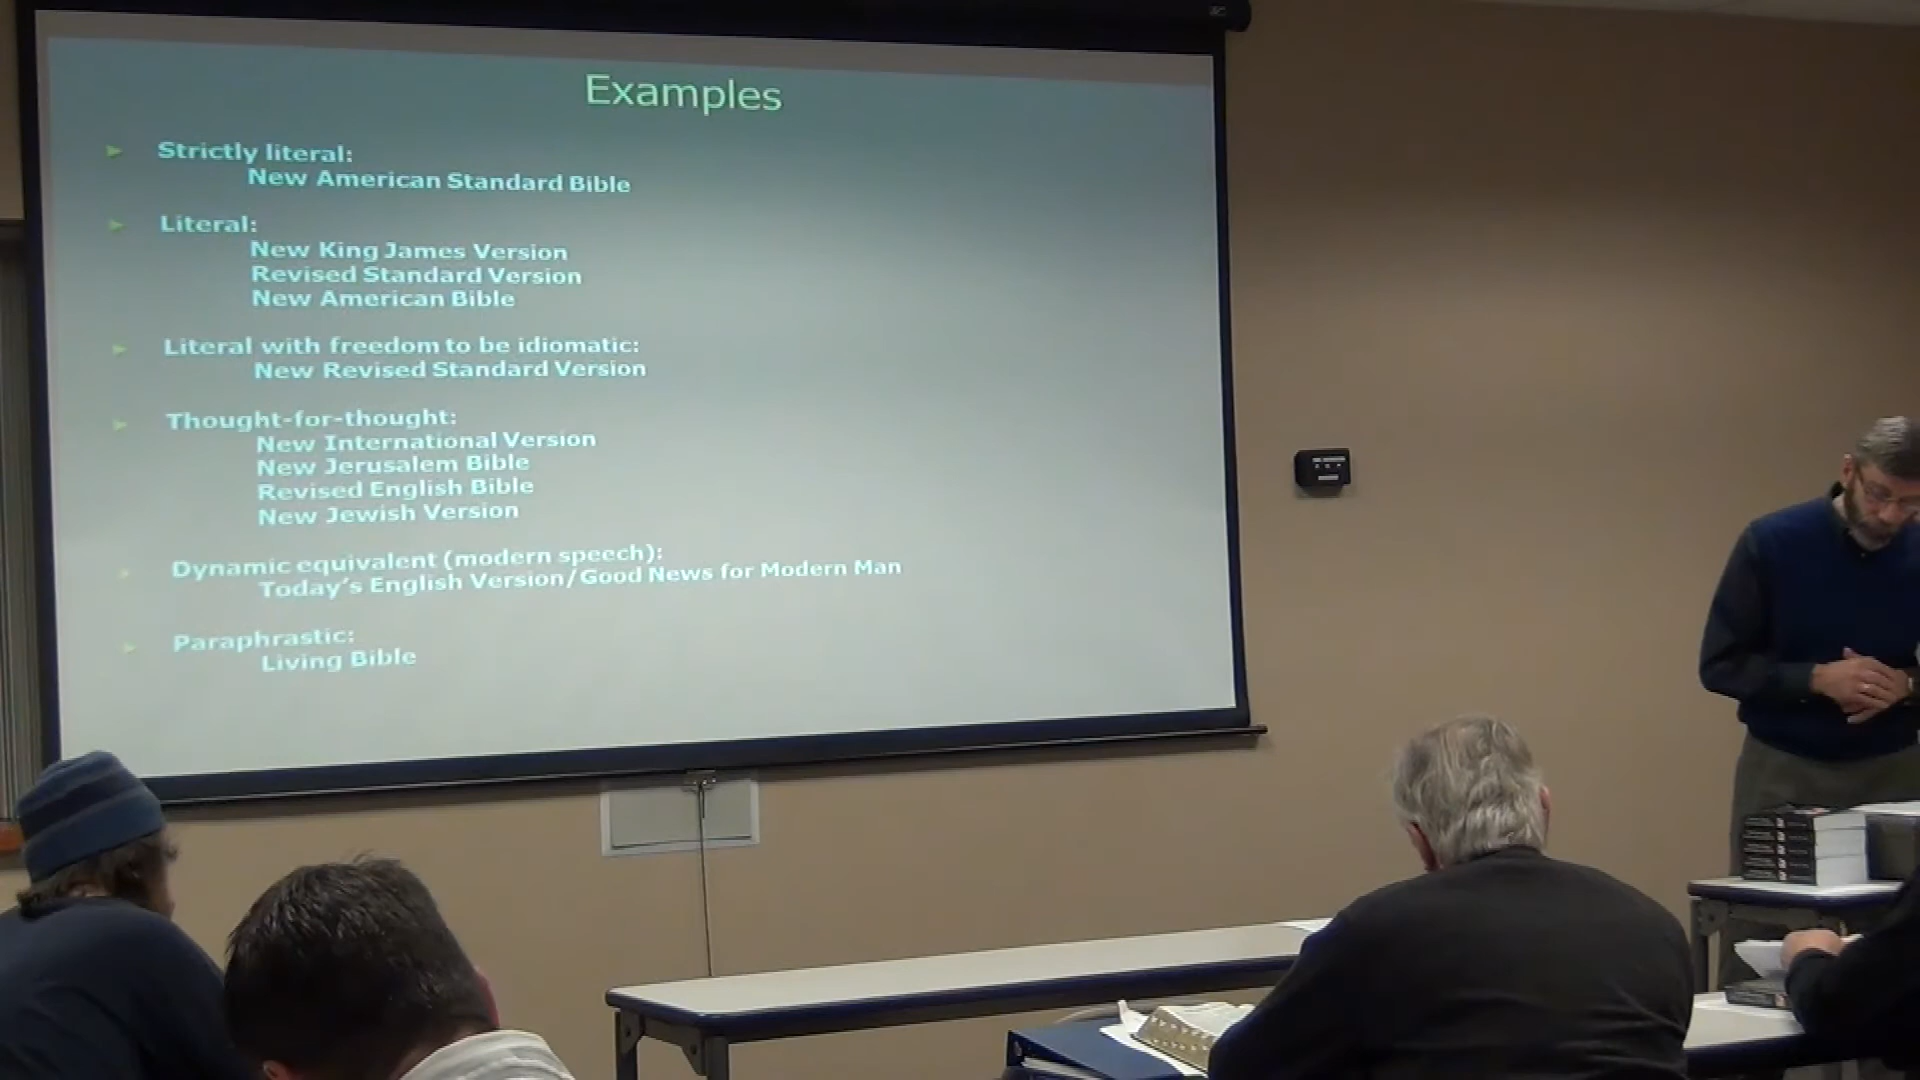 Examples
Strictly literal:
New American Standard Bible
Literal:
New King James Version
Revised Standard Version
New American Bible
Literal with freedom to be idiomatic:
New Revised Standard Version
Thought-for-thought:
New International Version
New Jerusalem Bible
Revised English Bible
New Jewish Version
Dynamic equivalent (modern speech):
Today's English Version/Good News for Modern Man
Paraphrastic:
Living Bible